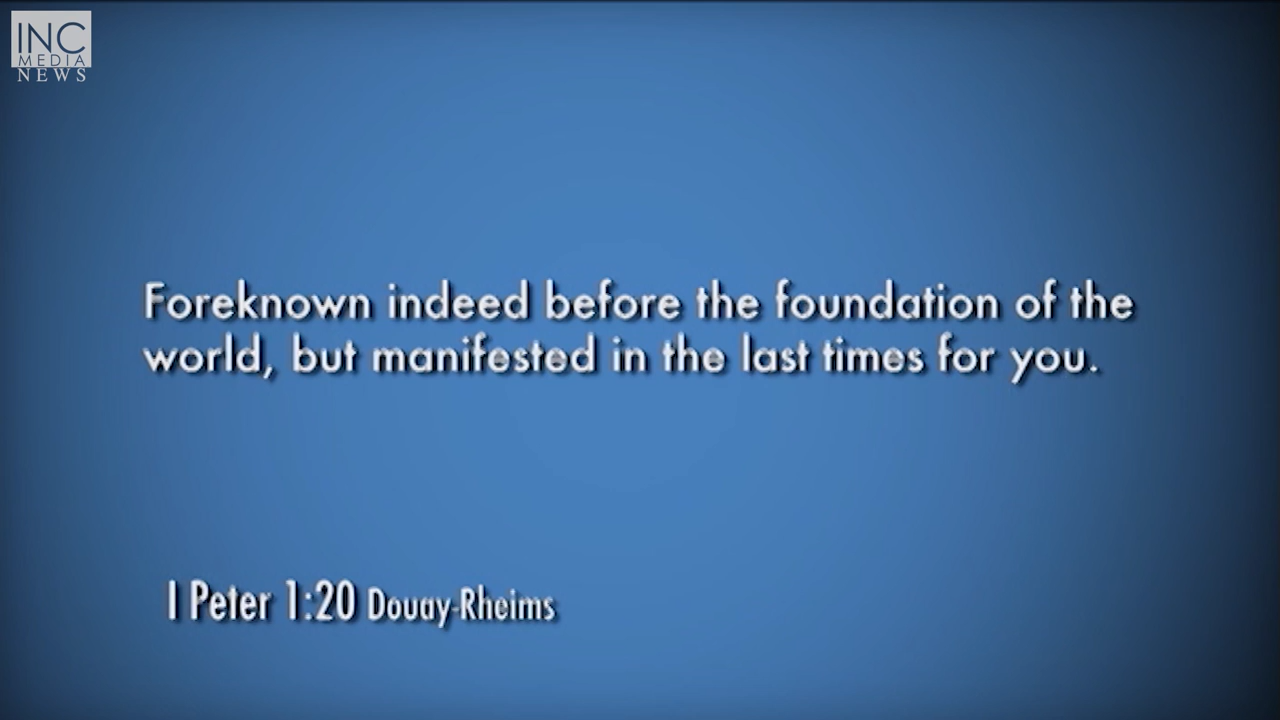 INC
MEDIA
NEWS
Foreknown indeed before the foundation of the
world, but manifested in the last times for you.
I Peter 1:20 Douay-Rheims